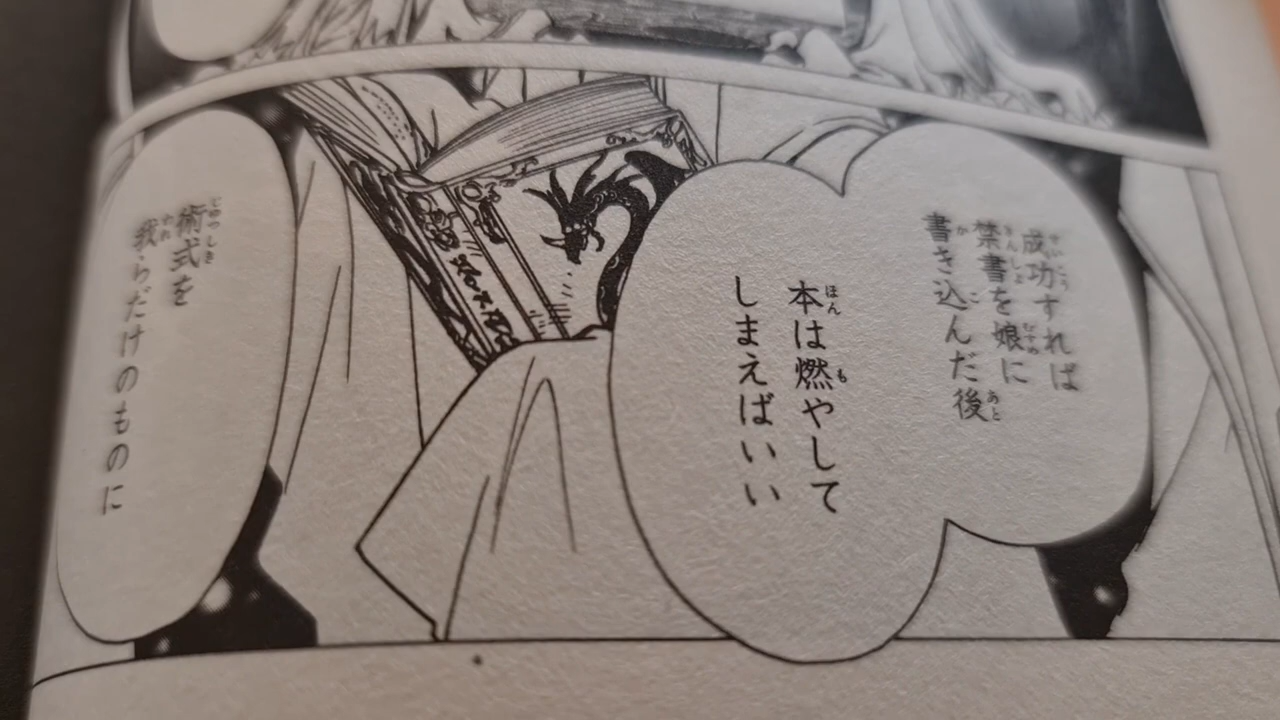 成功すれば
禁書を娘に
書き込んだ後
本は燃やして
しまえばいい
術式を
我らだけのものに